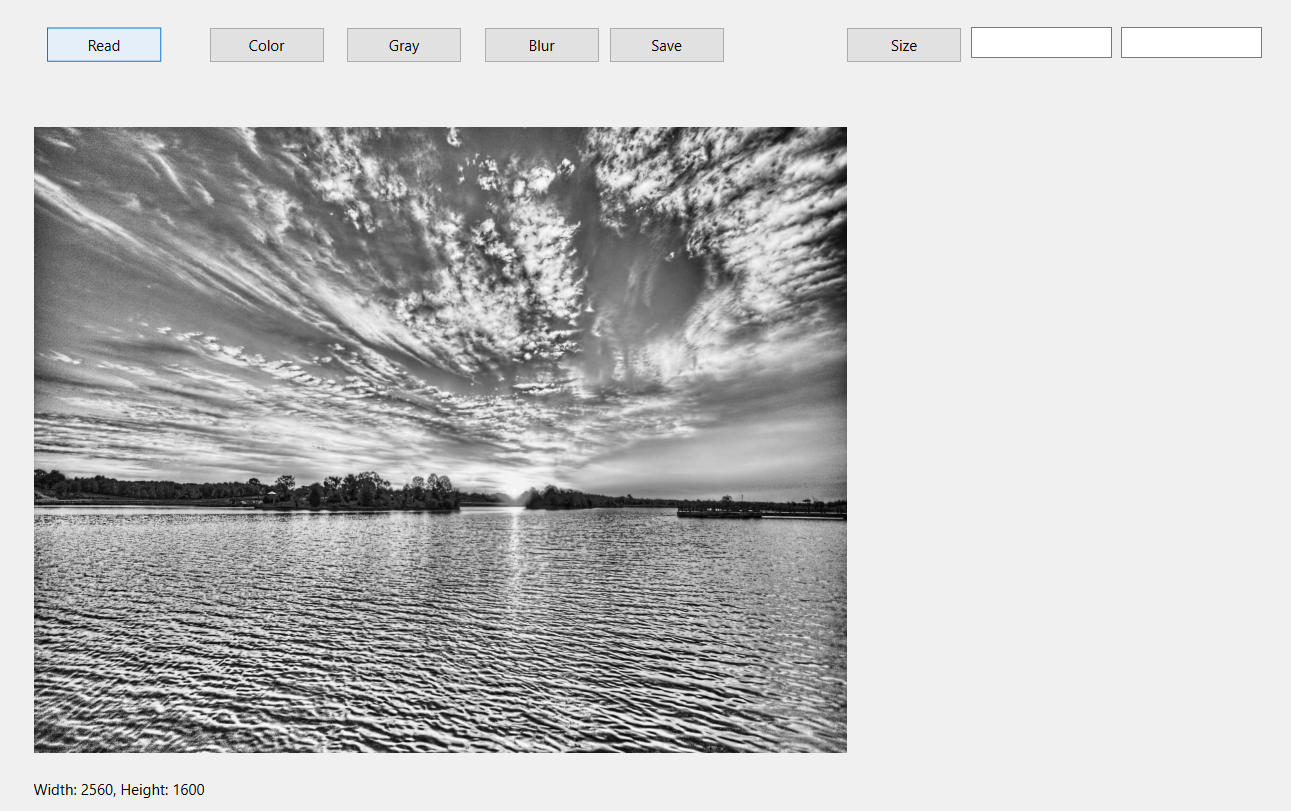 Read Color Gray Blur Save Size
Width: 2560, Height: 1600